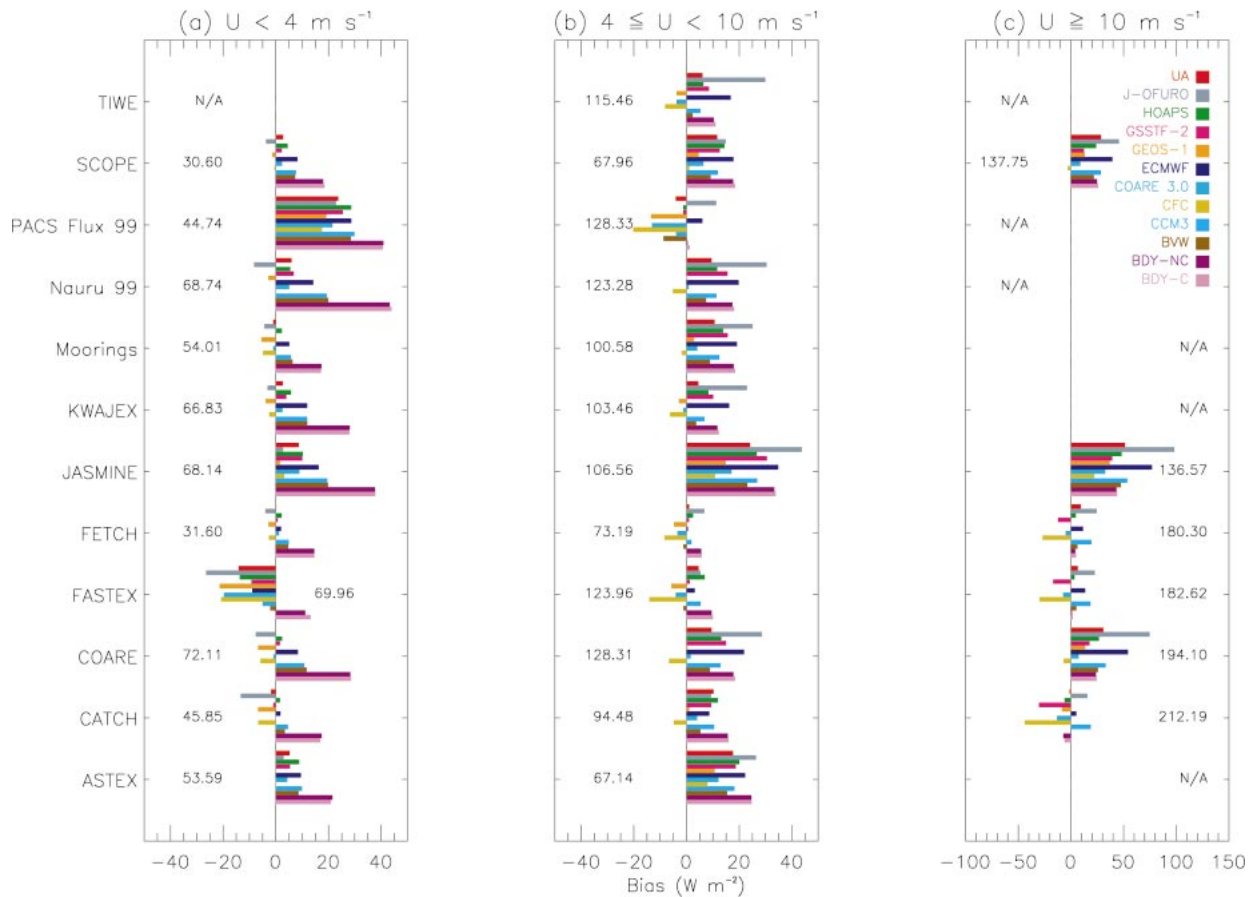 (a) U < 4 m s⁻¹
(b) 4 ≦ U < 10 m s⁻¹
(c) U ≥ 10 m s⁻¹
TIWE N/A 115.46 N/A
SCOPE 30.60 67.96 137.75
PACS Flux 99 44.74 128.33 N/A
Nauru 99 68.74 123.28 N/A
Moorings 54.01 100.58 N/A
KWAJEX 66.83 103.46 N/A
JASMINE 68.14 106.56 136.57
FETCH 31.60 73.19 180.30
FASTEX 69.96 123.96 182.62
COARE 72.11 128.31 194.10
CATCH 45.85 94.48 212.19
ASTEX 53.59 67.14 N/A
UA
J-OFURO
HOAPS
GSSTF-2
GEOS-1
ECMWF
COARE 3.0
CFC
CCM3
BVW
BDY-NC
BDY-C
-40 -20 0 20 40
-40 -20 0 20 40
-100 -50 0 50 100 150
Bias (W m⁻²)